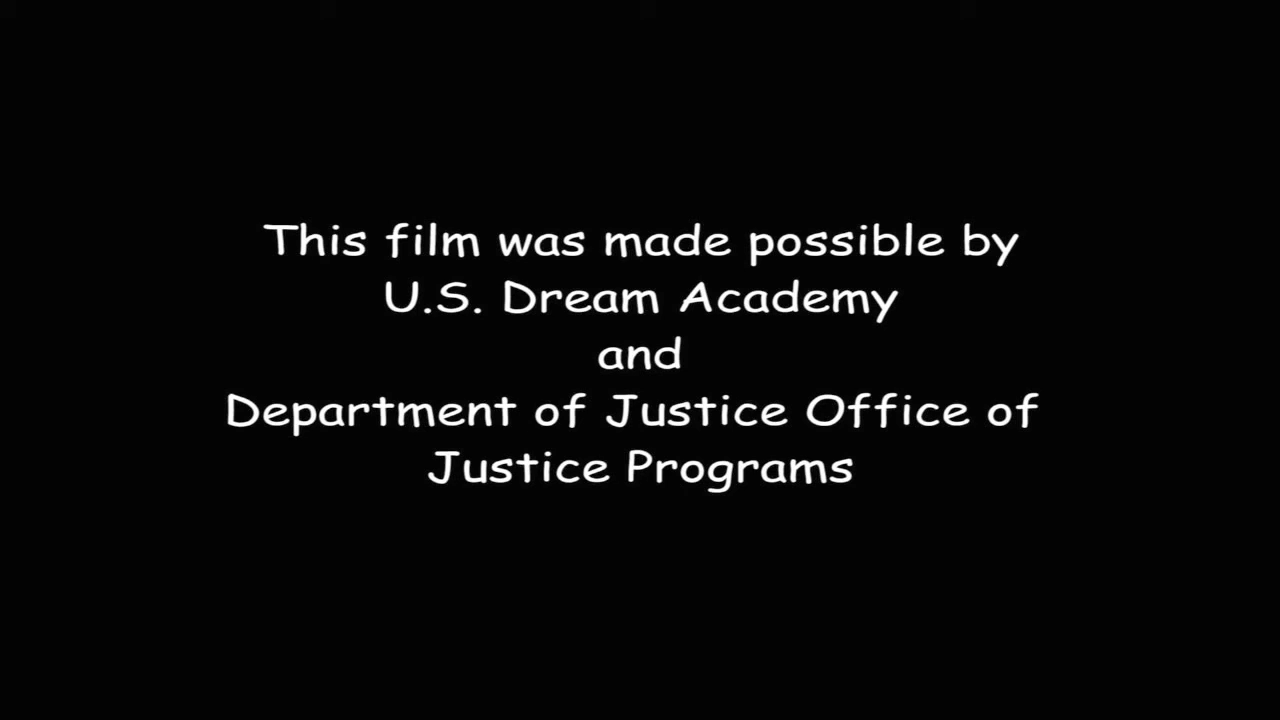 This film was made possible by
U.S. Dream Academy
and
Department of Justice Office of
Justice Programs